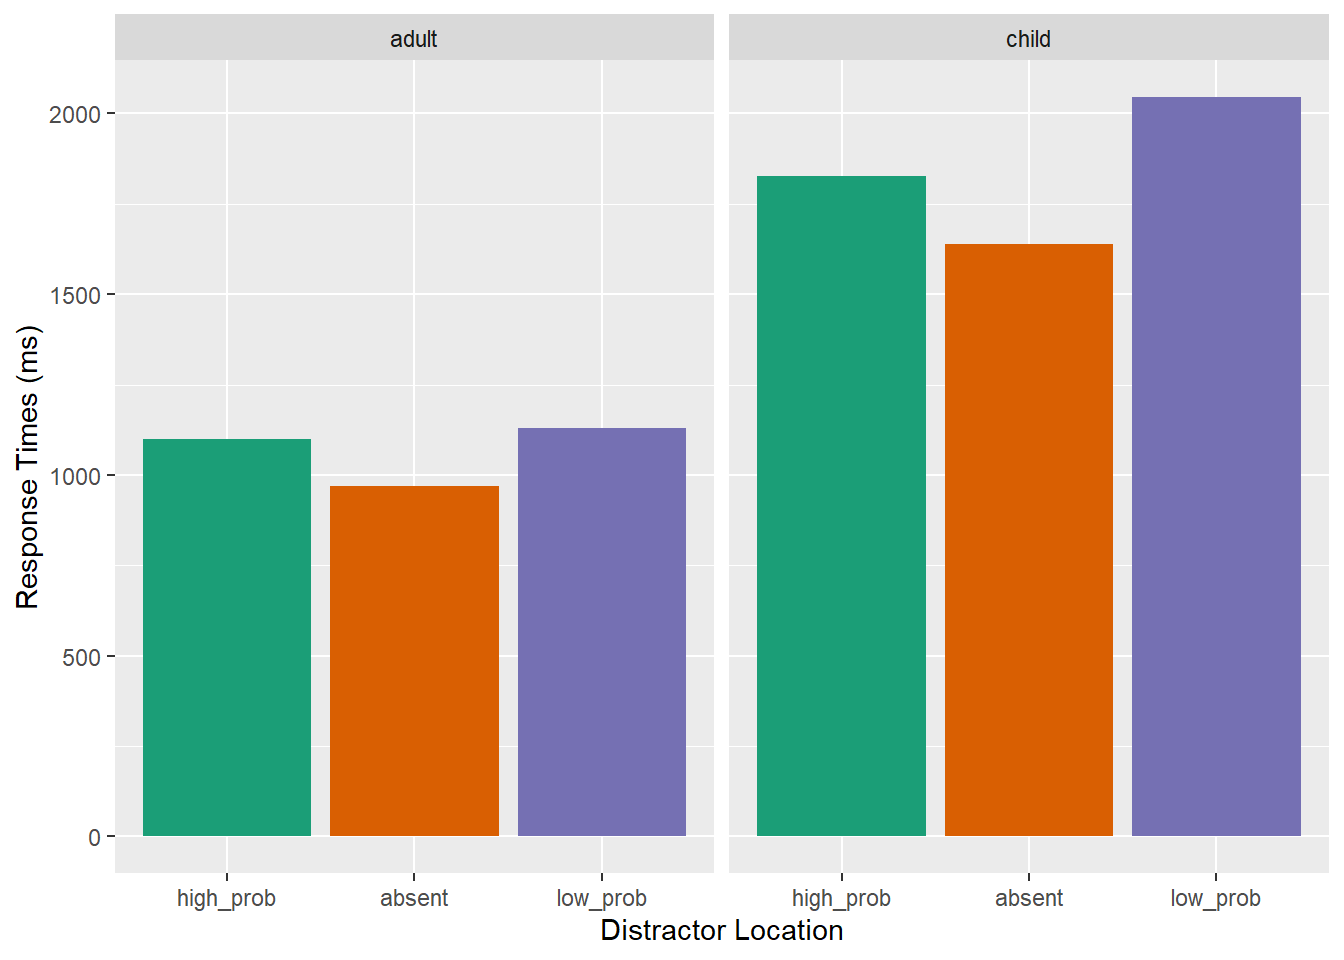 adult
child
Response Times (ms)
2000
1500
1000
500
0
high_prob absent low_prob
high_prob absent low_prob
Distractor Location